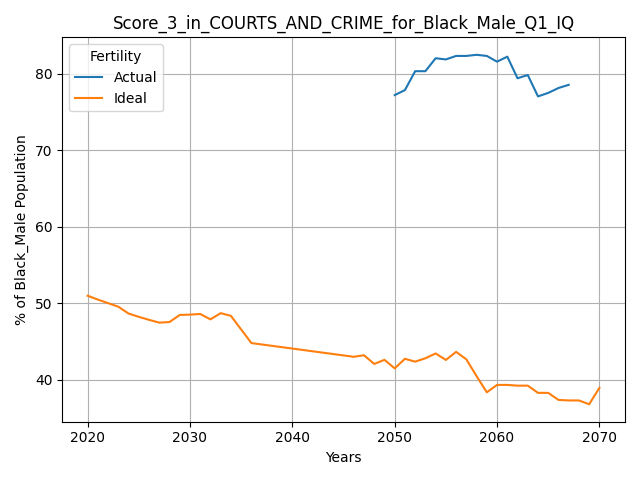 Score_3_in_COURTS_AND_CRIME_for_Black_Male_Q1_IQ
Fertility
Actual
Ideal
% of Black_Male Population
80
70
60
50
40
2020 2030 2040 2050 2060 2070
Years